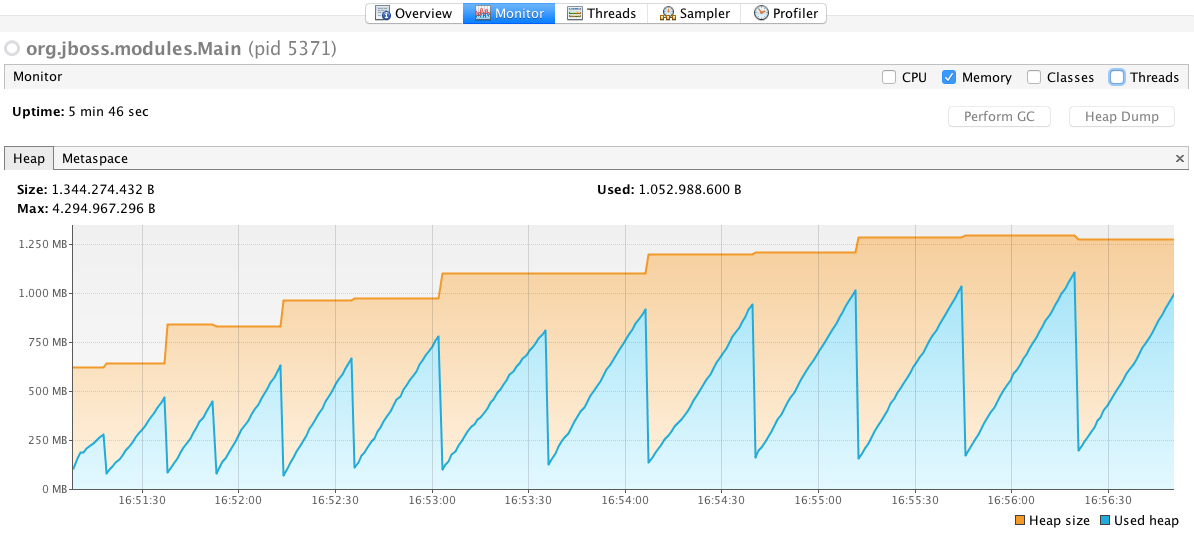 Overview Monitor Threads Sampler Profiler
org.jboss.modules.Main (pid 5371)
Monitor CPU Memory Classes Threads
Uptime: 5 min 46 sec
Perform GC Heap Dump
Heap Metaspace
Size: 1.344.274.432 B Used: 1.052.988.600 B
Max: 4.294.967.296 B
1.250 MB
1.000 MB
750 MB
500 MB
250 MB
0 MB
16:51:30 16:52:00 16:52:30 16:53:00 16:53:30 16:54:00 16:54:30 16:55:00 16:55:30 16:56:00 16:56:30
Heap size Used heap